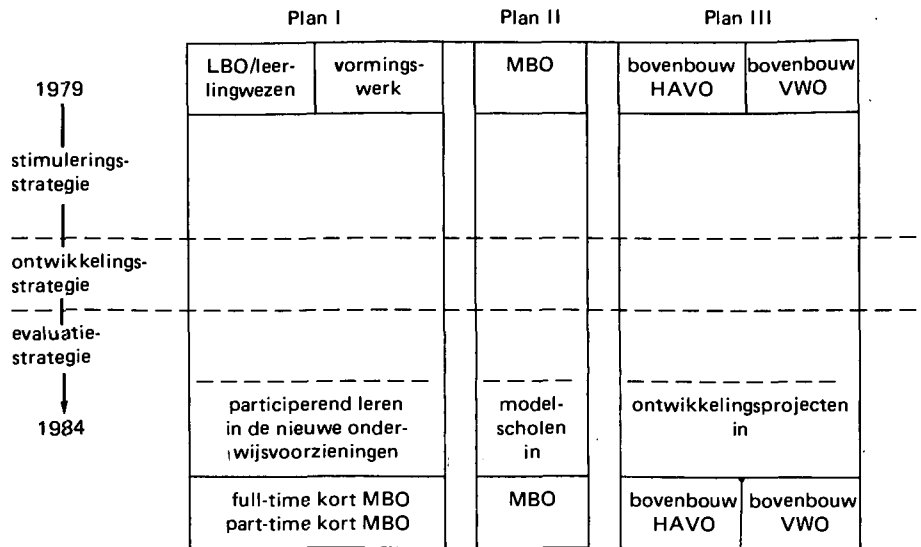 Plan I
Plan II
Plan III
LBO/leer-
lingwezen
vormings-
werk
MBO
bovenbouw
HAVO
bovenbouw
VWO
1979
stimulerings-
strategie
ontwikkelings-
strategie
evaluatie-
strategie
1984
participerend leren
in de nieuwe onder-
wijsvoorzieningen
model-
scholen
in
ontwikkelingsprojecten
in
full-time kort MBO
part-time kort MBO
MBO
bovenbouw
HAVO
bovenbouw
VWO